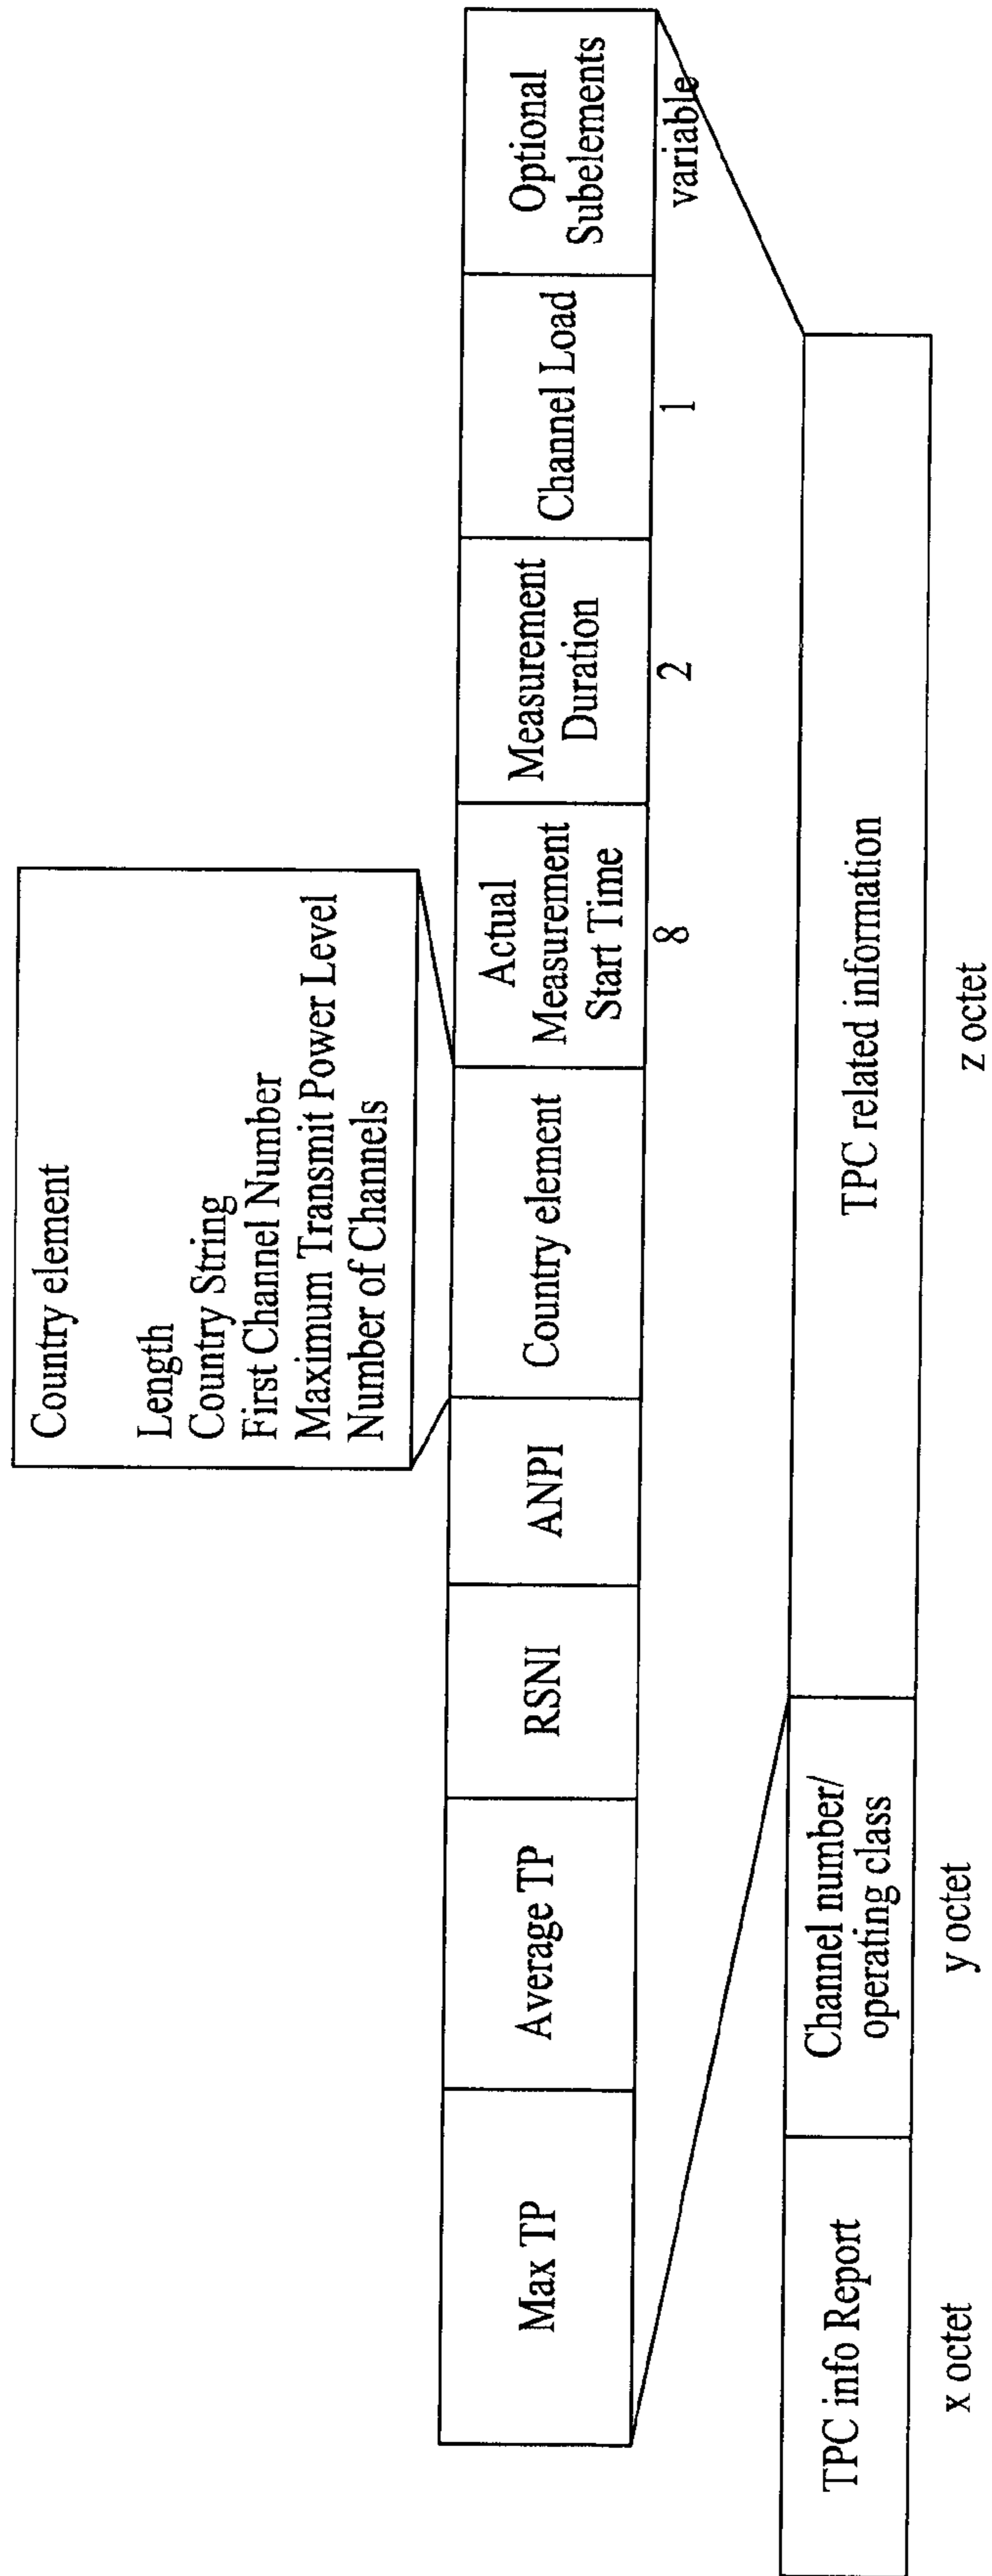 Country element
Length
Country String
First Channel Number
Maximum Transmit Power Level
Number of Channels
Max TP
Average TP
RSNI
ANPI
Country element
Actual
Measurement
Start Time
Measurement
Duration
Channel Load
Optional
Subelements
8
2
1
variable
TPC info Report
Channel number/
operating class
TPC related information
x octet
y octet
z octet